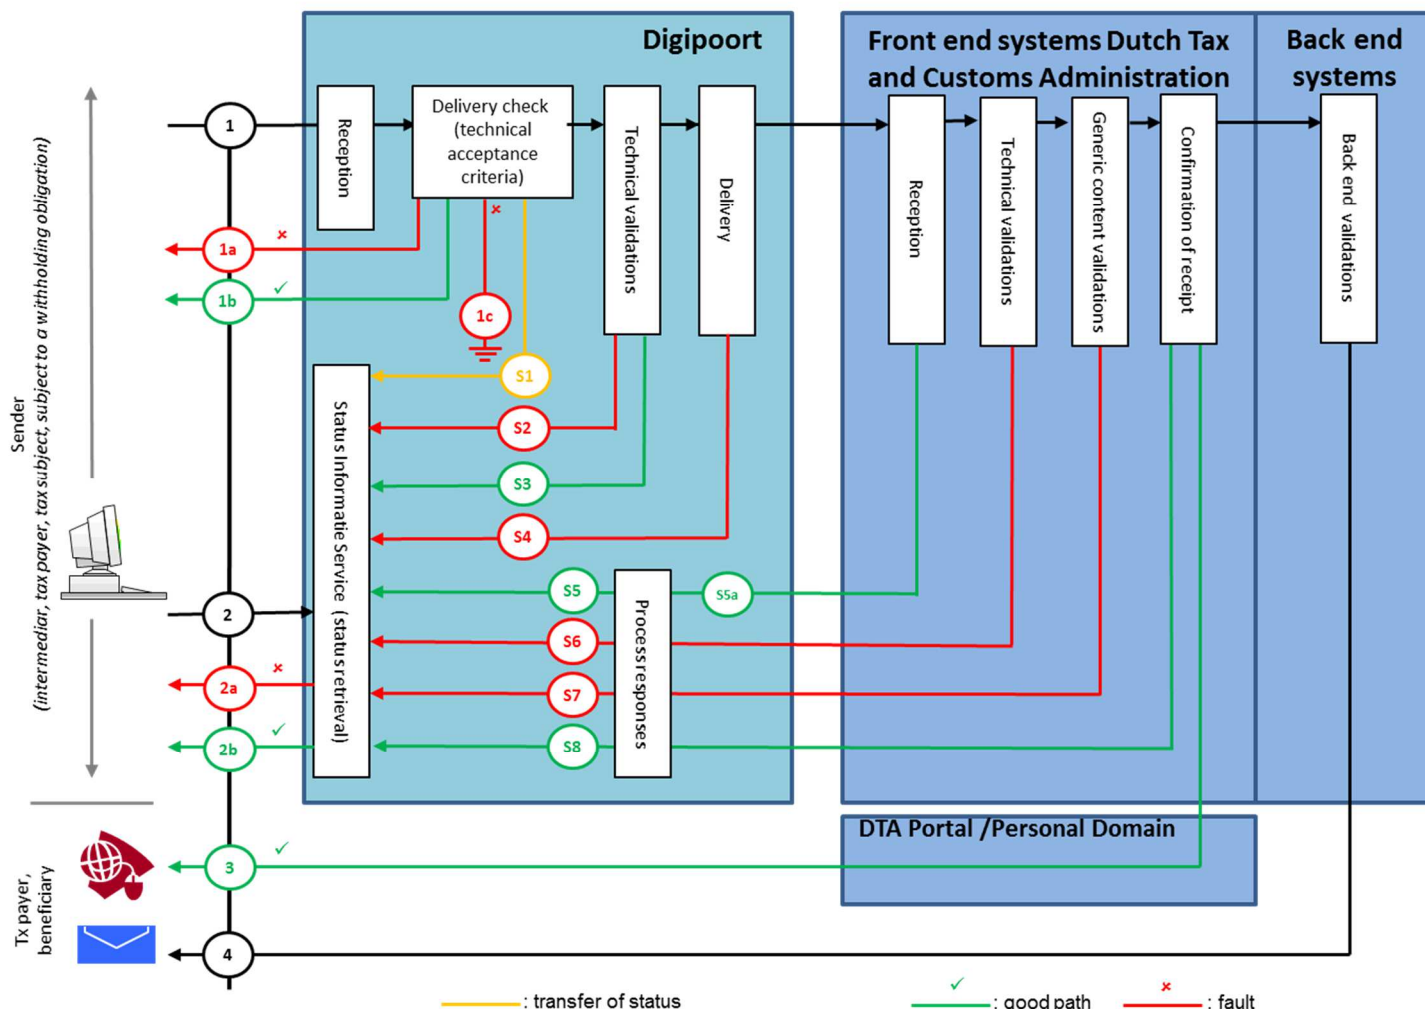 Digipoort
Front end systems Dutch Tax
and Customs Administration
Back end
systems
Sender
(intermediar, tax payer, tax subject, subject to a withholding obligation)
1
Reception
Delivery check
(technical
acceptance
criteria)
Technical validations
Delivery
Reception
Technical validations
Generic content validations
Confirmation of
receipt
Back end validations
1a
✗
1b
✓
✗
1c
S1
S2
S3
S4
Status Informatie Service (status retrieval)
S5
S5a
S6
S7
S8
Process responses
2
2a
✗
2b
✓
DTA Portal /Personal Domain
Tx payer,
beneficiary
3
✓
4
: transfer of status
✓
: good path
✗
: fault